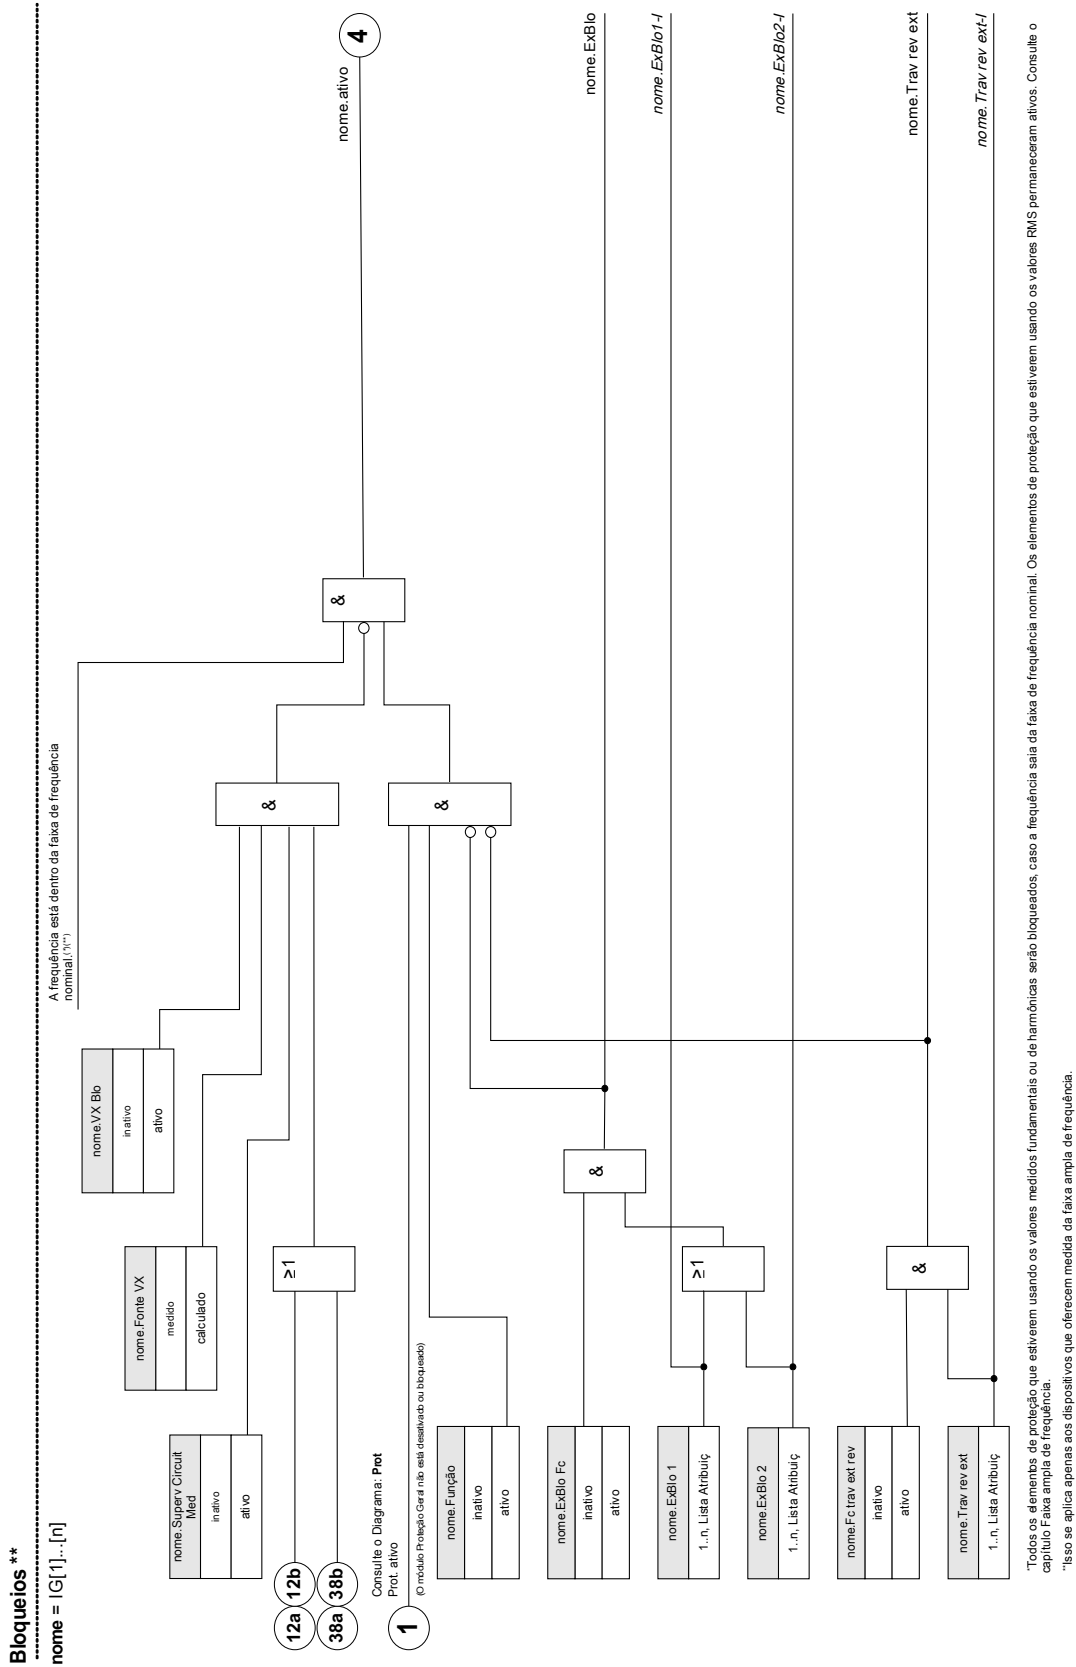 Bloqueios **
nome = IG[1]...[n]
A frequência está dentro da faixa de frequência
nominal.(*)(**)
nome.VX Blo
inativo
ativo
nome.Fonte VX
medido
calculado
nome.Superv Circuit
Med
inativo
ativo
12a
12b
38a
38b
≥1
&
&
&
nome.ativo
4
Consulte o Diagrama: Prot
Prot. ativo
1
(O módulo Proteção Geral não está desativado ou bloqueado)
nome.Função
inativo
ativo
nome.ExBlo Fc
inativo
ativo
&
nome.ExBlo
nome.ExBlo 1
1..n, Lista Atribuiç
≥1
nome.ExBlo1-I
nome.ExBlo 2
1..n, Lista Atribuiç
nome.ExBlo2-I
nome.Fc trav ext rev
inativo
ativo
&
nome.Trav rev ext
nome.Trav rev ext
1..n, Lista Atribuiç
nome.Trav rev ext-I
*Todos os elementos de proteção que estiverem usando os valores medidos fundamentais ou de harmônicas serão bloqueados, caso a frequência saia da faixa de frequência nominal. Os elementos de proteção que estiverem usando os valores RMS permaneceram ativos. Consulte o
capítulo Faixa ampla de frequência.
**Isso se aplica apenas aos dispositivos que oferecem medida da faixa ampla de frequência.